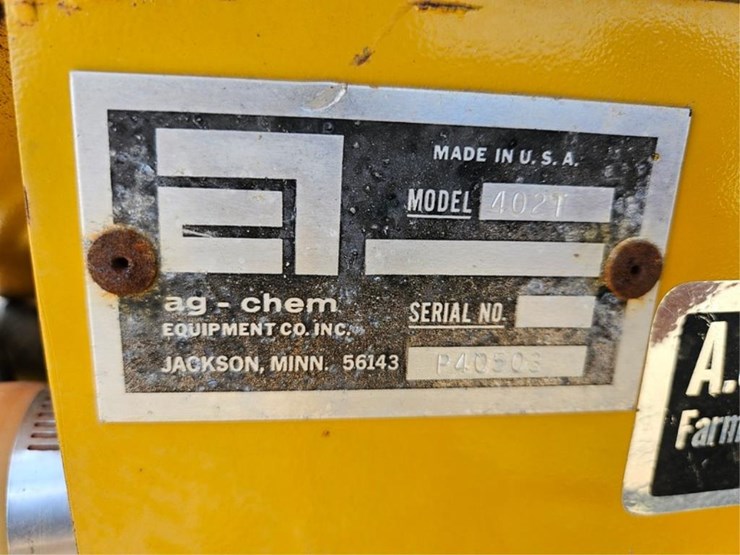 MADE IN U. S. A.
MODEL 402T
ag - chem
EQUIPMENT CO. INC.
SERIAL NO.
JACKSON, MINN. 56143
A.
Farm